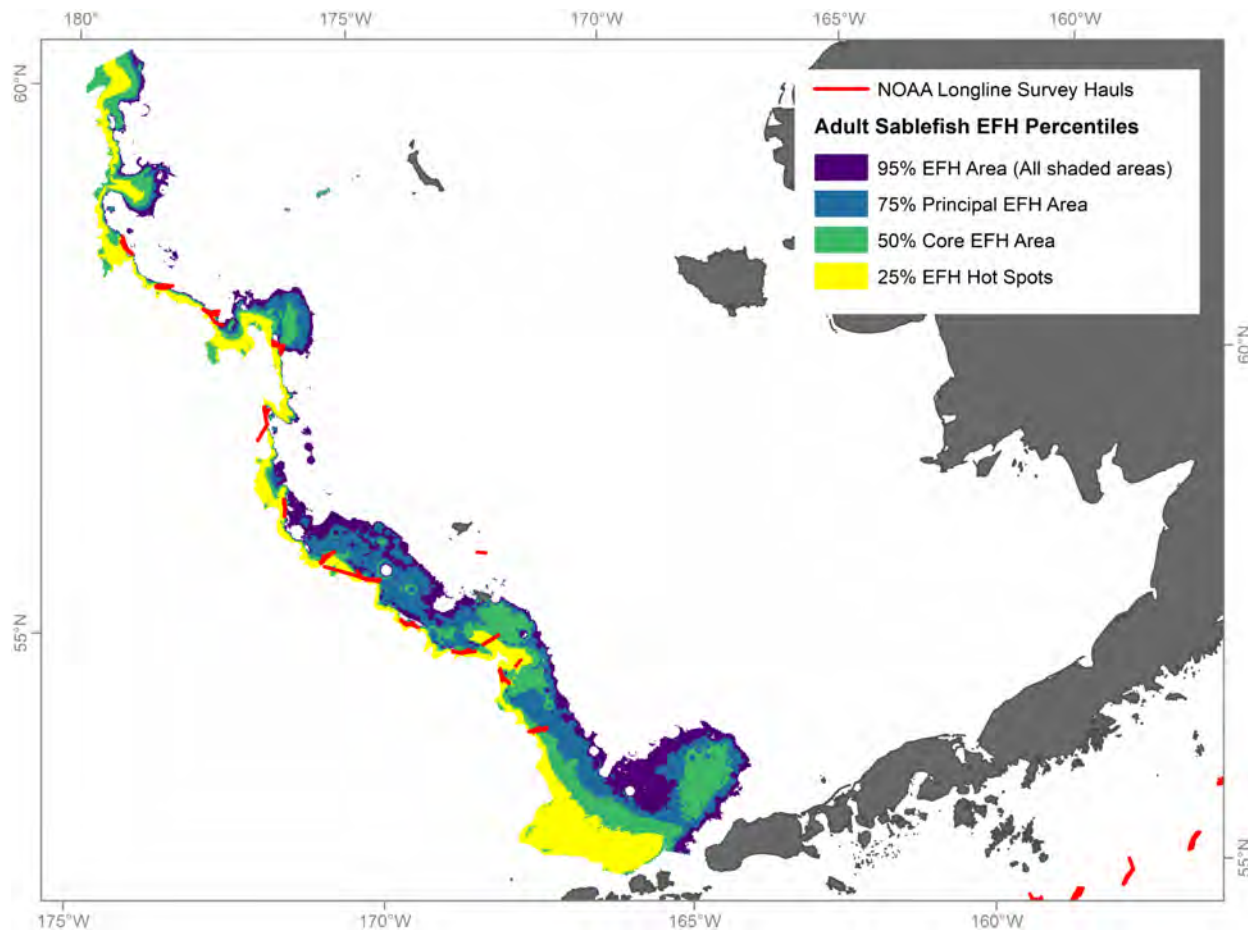 180° 175°W 170°W 165°W 160°W
60°N
NOAA Longline Survey Hauls
Adult Sablefish EFH Percentiles
95% EFH Area (All shaded areas)
75% Principal EFH Area
50% Core EFH Area
25% EFH Hot Spots
60°N
55°N
55°N
175°W 170°W 165°W 160°W